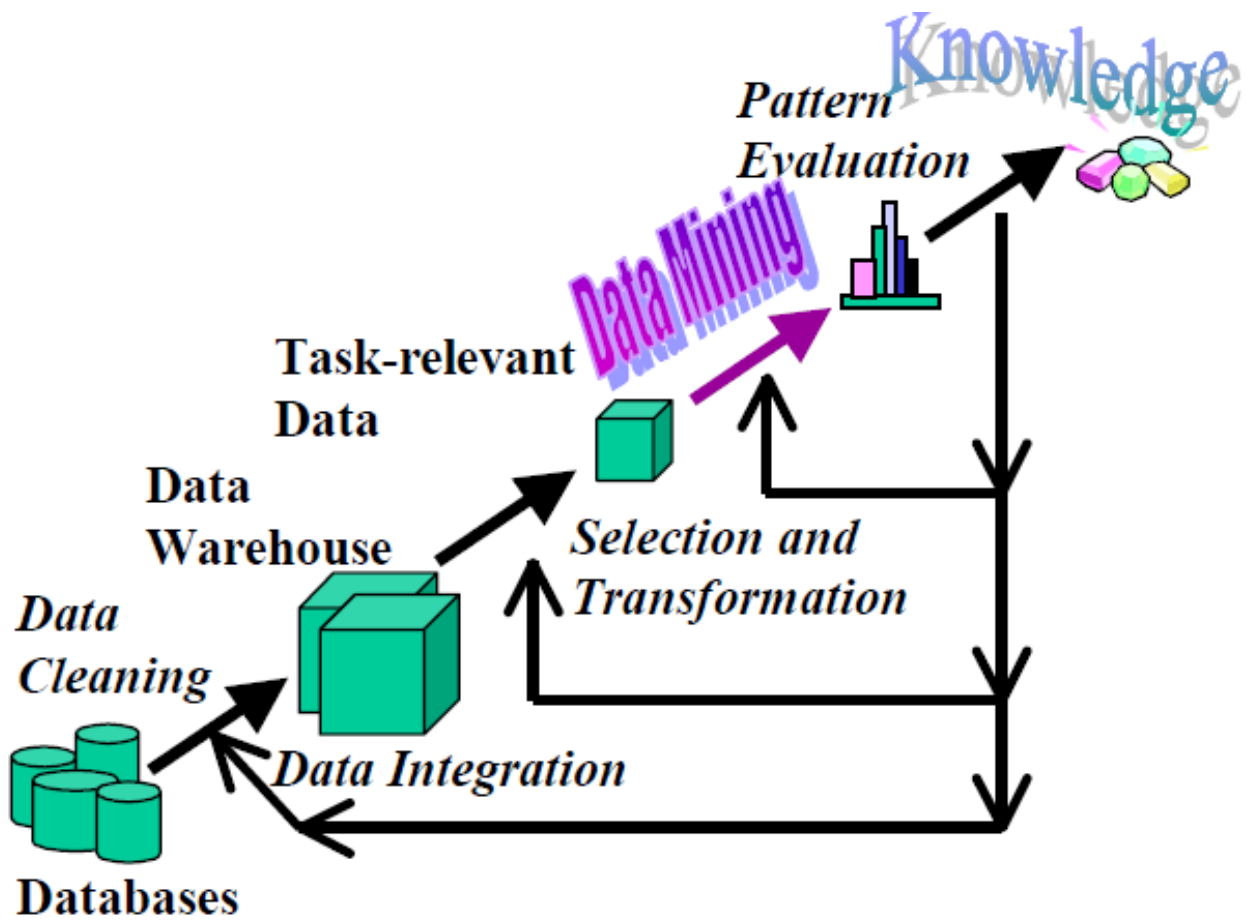 Knowledge
Pattern
Evaluation
Data Mining
Task-relevant
Data
Data
Warehouse
Selection and
Transformation
Data
Cleaning
Data Integration
Databases